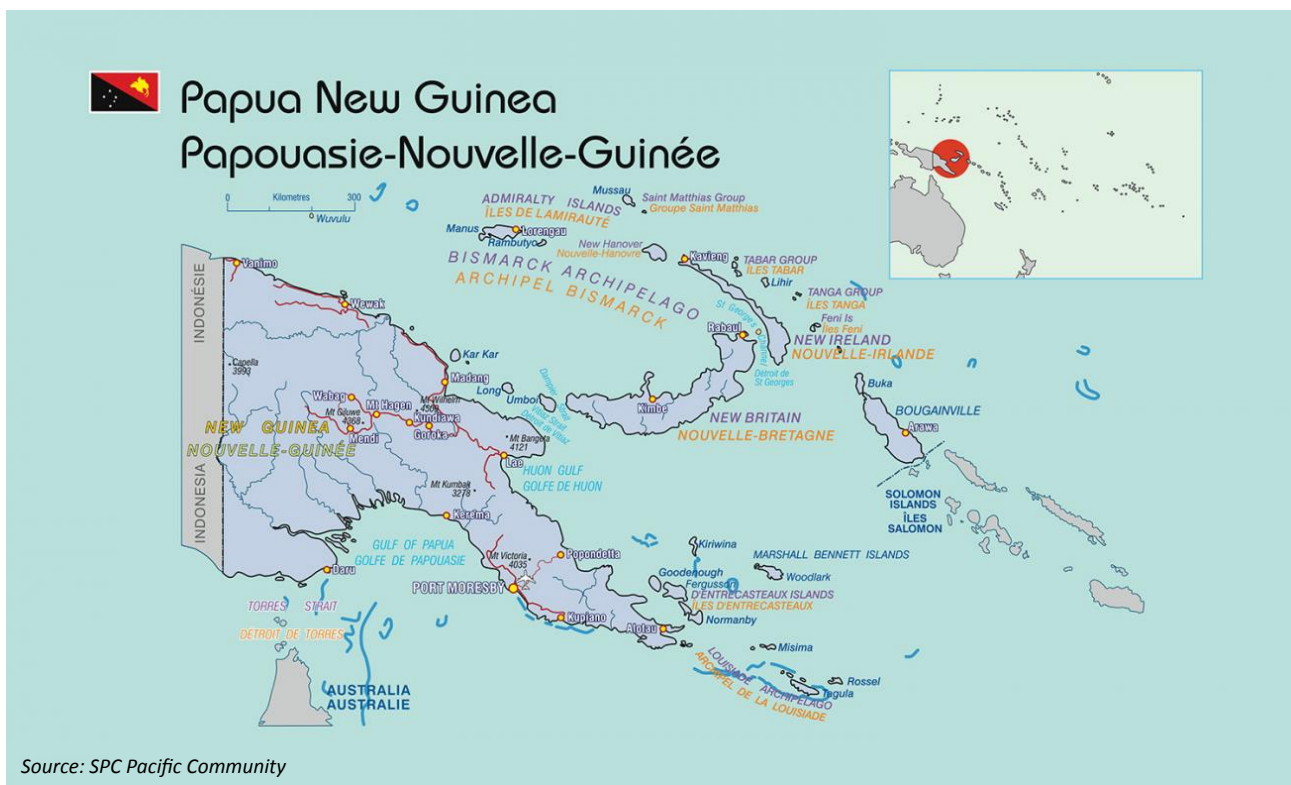 Papua New Guinea
Papouasie-Nouvelle-Guinée
0 Kilometres 300
Wuvulu
Mussau
Saint Matthias Group
Groupe Saint Matthias
ADMIRALTY ISLANDS
ÎLES DE LAMIRAUTÉ
Manus
Lorengau
Rambutyo
New Hanover
Nouvelle-Hanovre
Kavieng
TABAR GROUP
ÎLES TABAR
Lihir
BISMARCK ARCHIPELAGO
ARCHIPEL BISMARCK
TANGA GROUP
ÎLES TANGA
Feni Is
Îles Feni
St George's
Channel
Détroit de
St Georges
Rabaul
NEW IRELAND
NOUVELLE-IRLANDE
INDONÉSIE
Vanimo
Wewak
Capella
3993
Kar Kar
Madang
Long
Umboi
Dampier Strait
Vitiaz Strait
Détroit de Vitiaz
Kimbe
NEW BRITAIN
NOUVELLE-BRETAGNE
Buka
BOUGAINVILLE
Arawa
Wabag
Mt Hagen
Mt Wilhelm
4509
Mt Giluwe
4368
Kundiawa
Goroka
Mendi
NEW GUINEA
NOUVELLE-GUINÉE
Mt Bangeta
4121
Lae
HUON GULF
GOLFE DE HUON
INDONESIA
Mt Kumbak
3278
Kerema
SOLOMON
ISLANDS
ÎLES
SALOMON
GULF OF PAPUA
GOLFE DE PAPOUASIE
Mt Victoria
4035
Popondetta
Kiriwina
MARSHALL BENNETT ISLANDS
Woodlark
Goodenough
Fergusson
D'ENTRECASTEAUX ISLANDS
ÎLES D'ENTRECASTEAUX
Normanby
Daru
PORT MORESBY
Kupiano
Alotau
TORRES STRAIT
DÉTROIT DE TORRES
Misima
LOUISIADE ARCHIPELAGO
ARCHIPEL DE LA LOUISIADE
Rossel
Tagula
AUSTRALIA
AUSTRALIE
Source: SPC Pacific Community